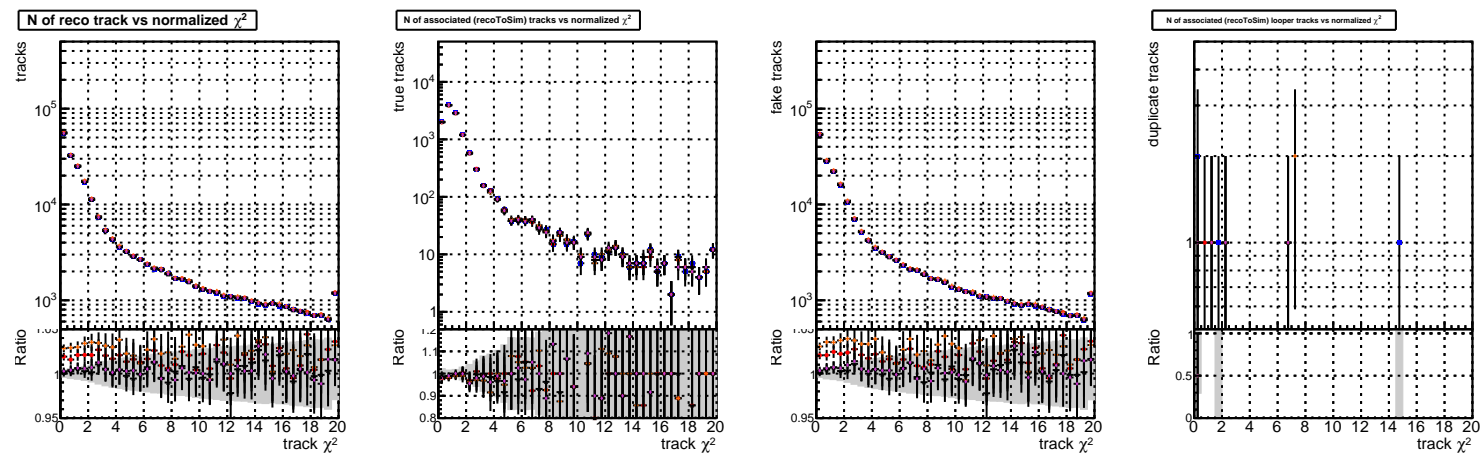 N of reco track vs normalized χ²
tracks
10⁵
10⁴
10³
Ratio
1.05
1
0.95
0 2 4 6 8 10 12 14 16 18 20
track χ²
N of associated (recoToSim) tracks vs normalized χ²
true tracks
10⁴
10³
10²
10
1
Ratio
1.2
1.1
1
0.9
0.8
0 2 4 6 8 10 12 14 16 18 20
track χ²
fake tracks
10⁵
10⁴
10³
Ratio
1.05
1
0.95
0 2 4 6 8 10 12 14 16 18 20
track χ²
N of associated (recoToSim) looper tracks vs normalized χ²
duplicate tracks
1
Ratio
1
0.5
0
0 2 4 6 8 10 12 14 16 18 20
track χ²